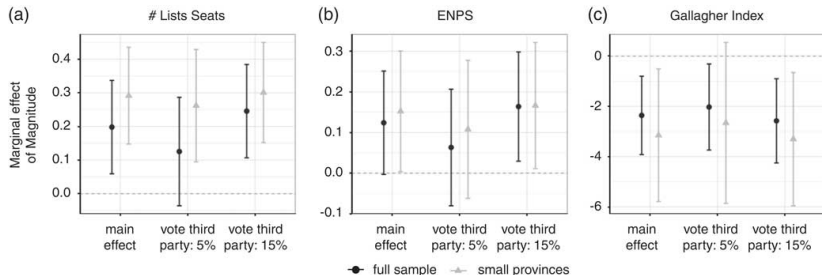 (a) # Lists Seats
(b) ENPS
(c) Gallagher Index
Marginal effect
of Magnitude
0.4
0.3
0.2
0.1
0.0
0.3
0.2
0.1
0.0
-0.1
0
-2
-4
-6
main
effect
vote third
party: 5%
vote third
party: 15%
main
effect
vote third
party: 5%
vote third
party: 15%
main
effect
vote third
party: 5%
vote third
party: 15%
full sample small provinces